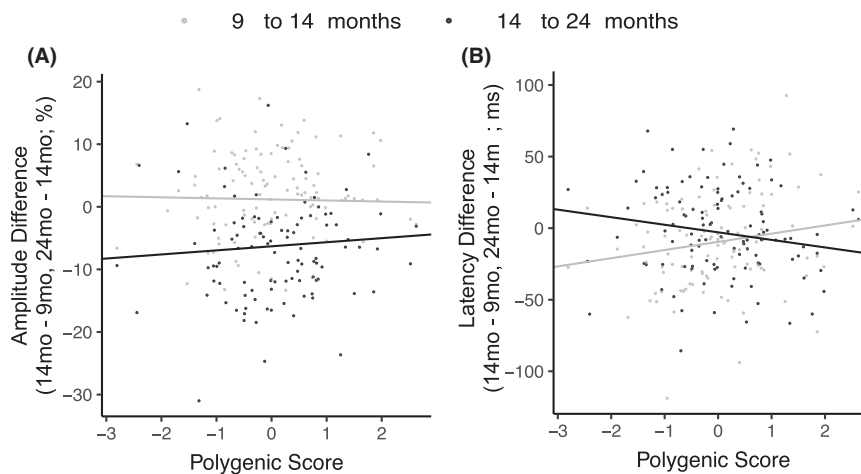 9 to 14 months 14 to 24 months
(A)
Amplitude Difference
(14mo - 9mo, 24mo - 14mo; %)
20
10
0
−10
−20
−30
−3 −2 −1 0 1 2
Polygenic Score
(B)
Latency Difference
(14mo - 9mo, 24mo - 14m ; ms)
100
50
0
−50
−100
−3 −2 −1 0 1 2
Polygenic Score